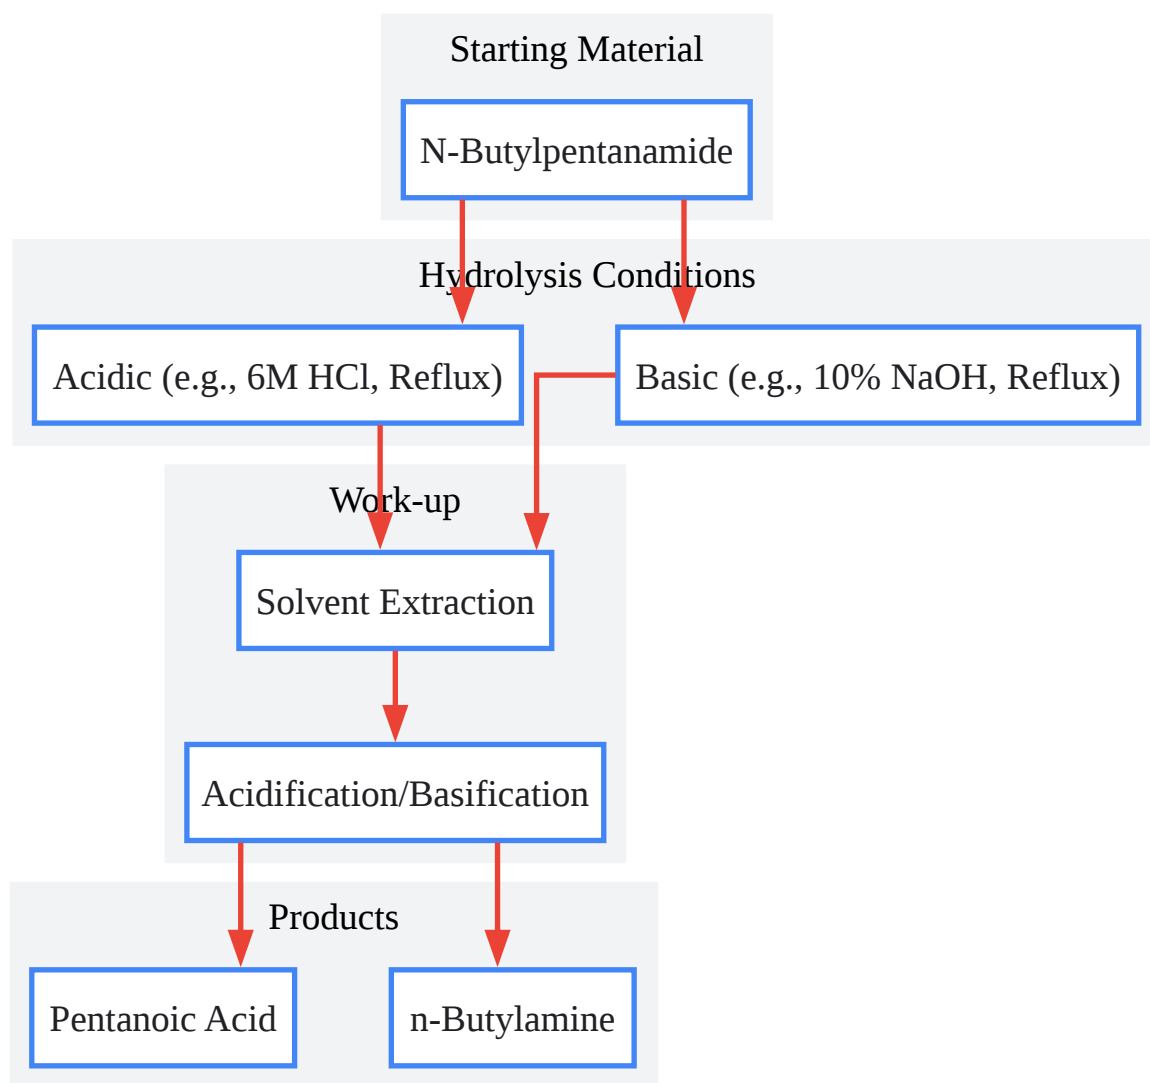 Starting Material
N-Butylpentanamide
Hydrolysis Conditions
Acidic (e.g., 6M HCl, Reflux)
Basic (e.g., 10% NaOH, Reflux)
Work-up
Solvent Extraction
Acidification/Basification
Products
Pentanoic Acid
n-Butylamine